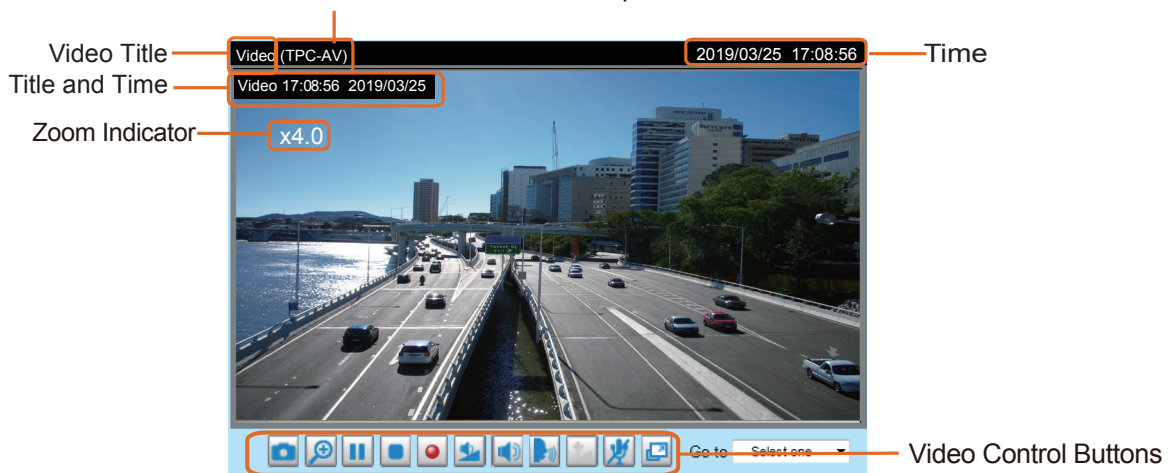 Video Title
Video (TPC-AV)
2019/03/25 17:08:56
Time
Title and Time
Video 17:08:56 2019/03/25
Zoom Indicator
x4.0
mercure
Go to
Select one
Video Control Buttons